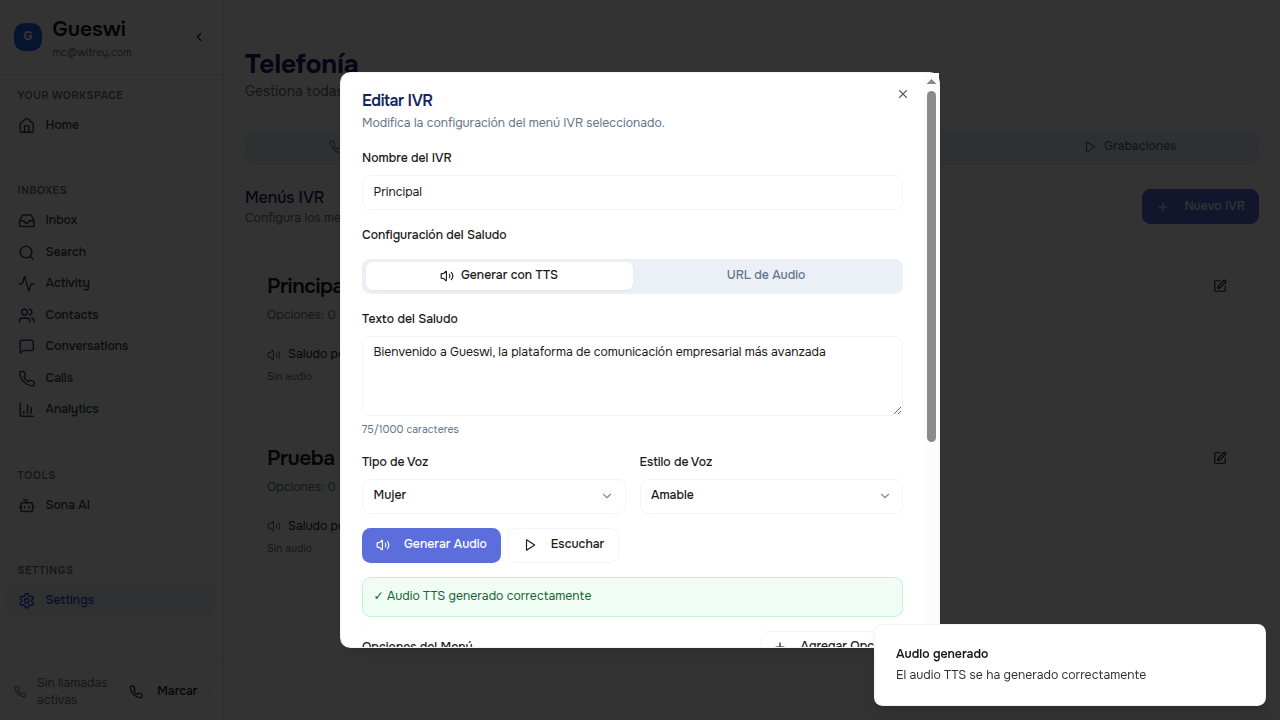 G
Gueswi
mc@witrey.com
YOUR WORKSPACE
Home
INBOXES
Inbox
Search
Activity
Contacts
Conversations
Calls
Analytics
TOOLS
Sona AI
SETTINGS
Settings
Sin llamadas
activas
Marcar
Telefonía
Gestiona todas
Grabaciones
Menús IVR
Configura los me
Nuevo IVR
Principa
Opciones: 0
Saludo pe
Sin audio
Prueba
Opciones: 0
Saludo pe
Sin audio
Editar IVR
Modifica la configuración del menú IVR seleccionado.
Nombre del IVR
Principal
Configuración del Saludo
Generar con TTS
URL de Audio
Texto del Saludo
Bienvenido a Gueswi, la plataforma de comunicación empresarial más avanzada
75/1000 caracteres
Tipo de Voz
Estilo de Voz
Mujer
Amable
Generar Audio
Escuchar
✓ Audio TTS generado correctamente
Opciones del Menú
Agregar Opc
Audio generado
El audio TTS se ha generado correctamente